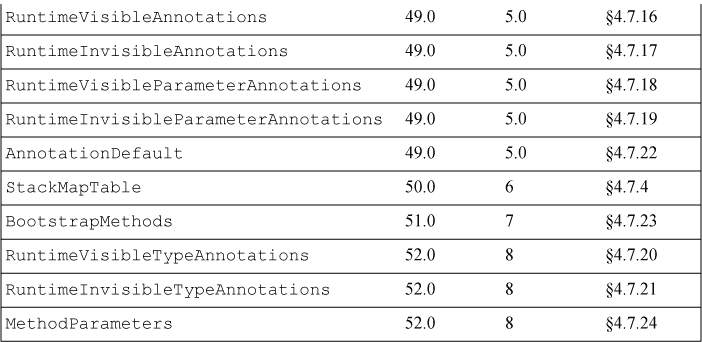 RuntimeVisibleAnnotations 49.0 5.0 §4.7.16
RuntimeInvisibleAnnotations 49.0 5.0 §4.7.17
RuntimeVisibleParameterAnnotations 49.0 5.0 §4.7.18
RuntimeInvisibleParameterAnnotations 49.0 5.0 §4.7.19
AnnotationDefault 49.0 5.0 §4.7.22
StackMapTable 50.0 6 §4.7.4
BootstrapMethods 51.0 7 §4.7.23
RuntimeVisibleTypeAnnotations 52.0 8 §4.7.20
RuntimeInvisibleTypeAnnotations 52.0 8 §4.7.21
MethodParameters 52.0 8 §4.7.24